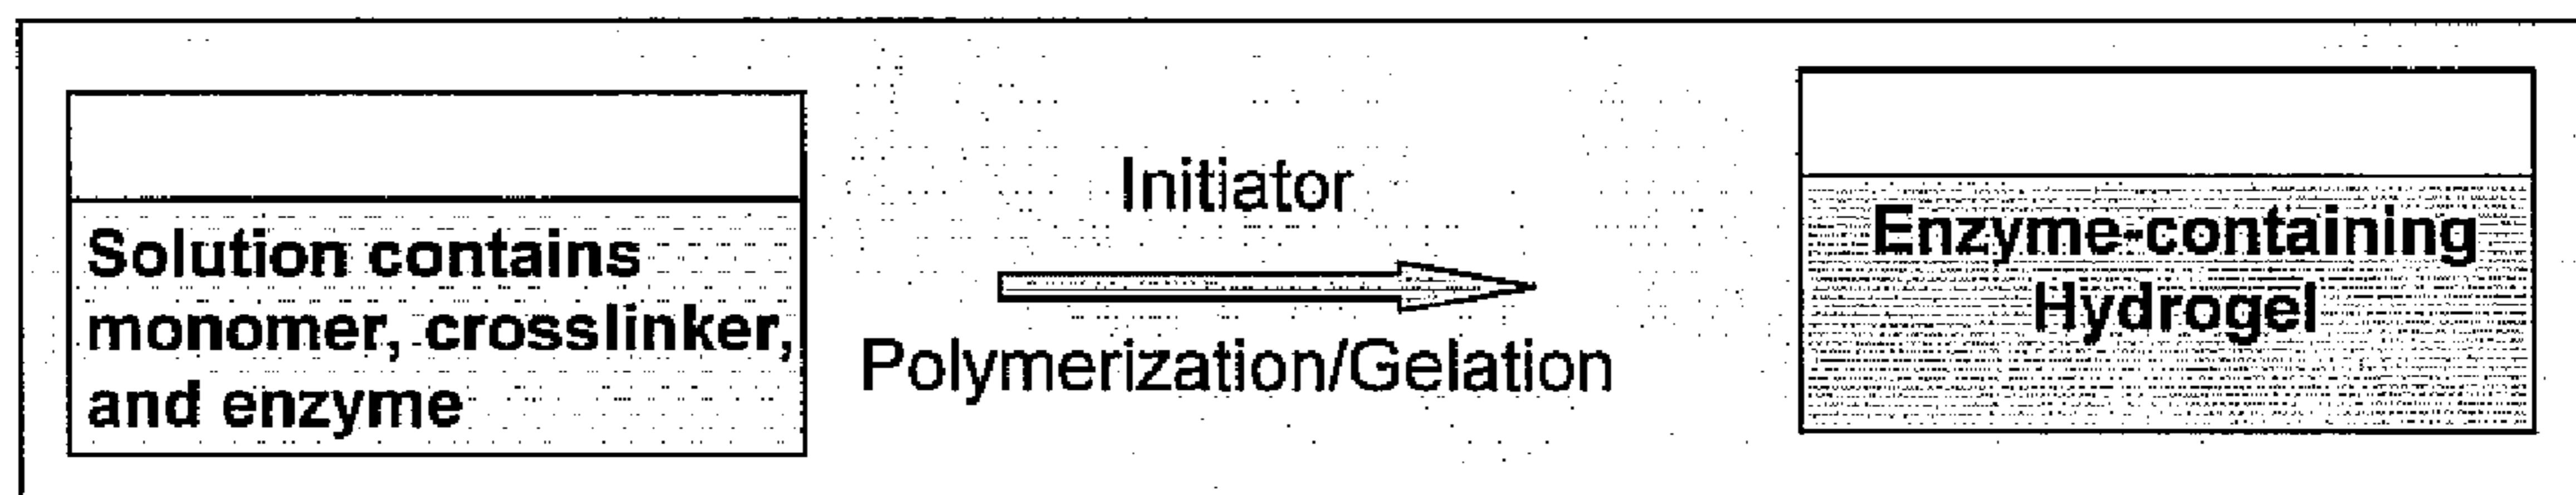 Solution contains
monomer, crosslinker,
and enzyme
Initiator
Polymerization/Gelation
Enzyme-containing
Hydrogel